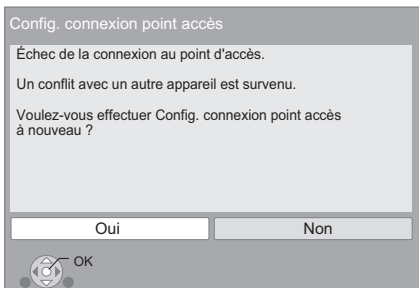 Config. connexion point accès
Échec de la connexion au point d'accès.
Un conflit avec un autre appareil est survenu.
Voulez-vous effectuer Config. connexion point accès
à nouveau ?
Oui
Non
OK